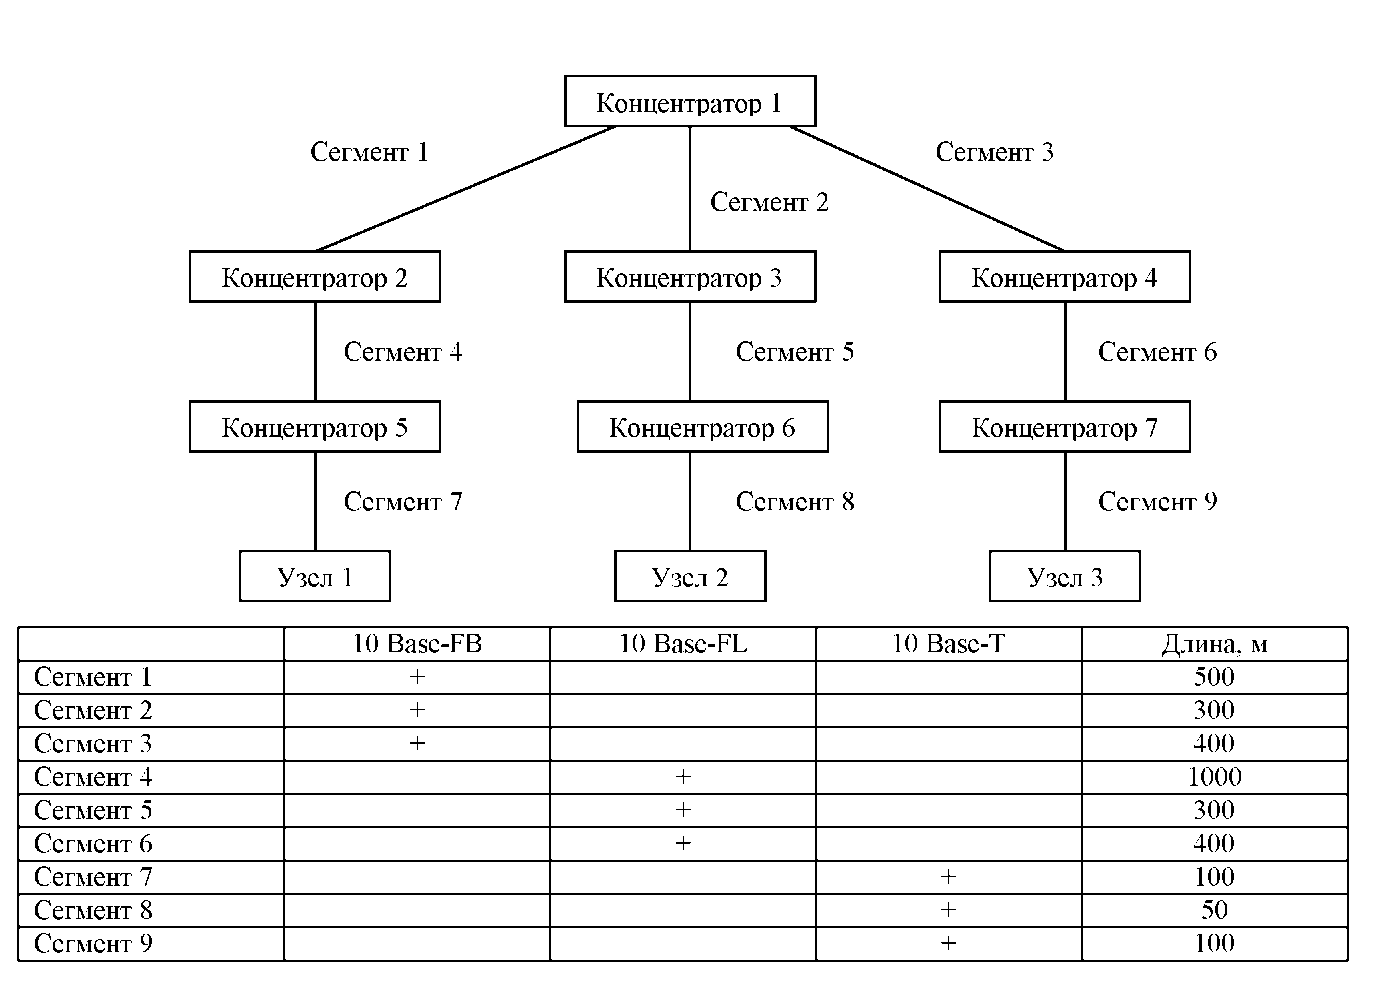 Концентратор 1
Сегмент 1
Сегмент 3
Сегмент 2
Концентратор 2
Концентратор 3
Концентратор 4
Сегмент 4
Сегмент 5
Сегмент 6
Концентратор 5
Концентратор 6
Концентратор 7
Сегмент 7
Сегмент 8
Сегмент 9
Узел 1
Узел 2
Узел 3
10 Base-FB 10 Base-FL 10 Base-T Длина, м
Сегмент 1 + 500
Сегмент 2 + 300
Сегмент 3 + 400
Сегмент 4 + 1000
Сегмент 5 + 300
Сегмент 6 + 400
Сегмент 7 + 100
Сегмент 8 + 50
Сегмент 9 + 100